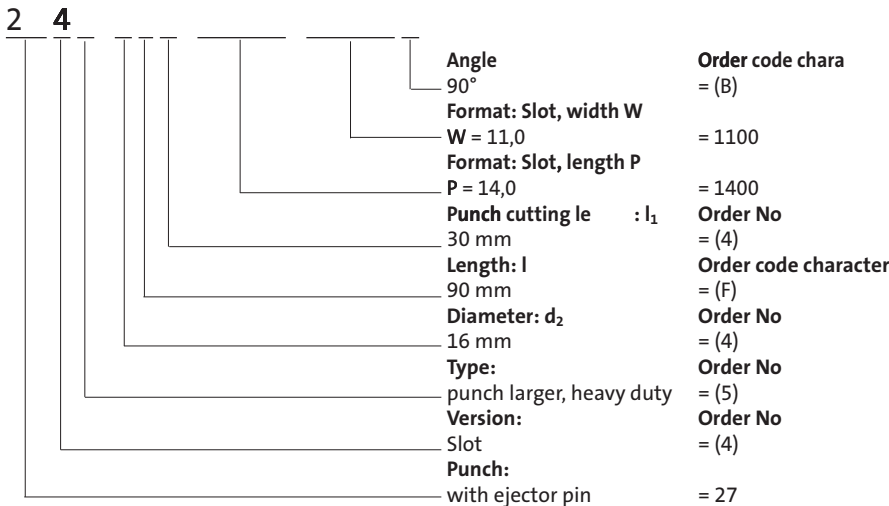 2 4
Angle Order code chara
90° = (B)
Format: Slot, width W
W = 11,0 = 1100
Format: Slot, length P
P = 14,0 = 1400
Punch cutting le : l₁ Order No
30 mm = (4)
Length: l Order code character
90 mm = (F)
Diameter: d₂ Order No
16 mm = (4)
Type: Order No
punch larger, heavy duty = (5)
Version: Order No
Slot = (4)
Punch:
with ejector pin = 27